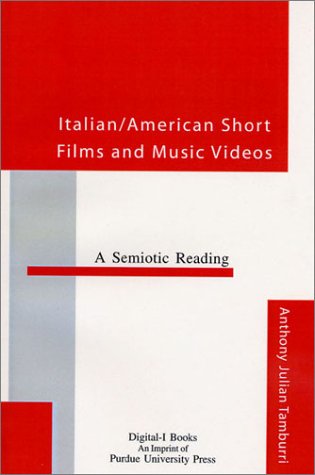 Italian/American Short
Films and Music Videos
A Semiotic Reading
Anthony Julian Tamburri
Digital-I Books
An Imprint of
Purdue University Press